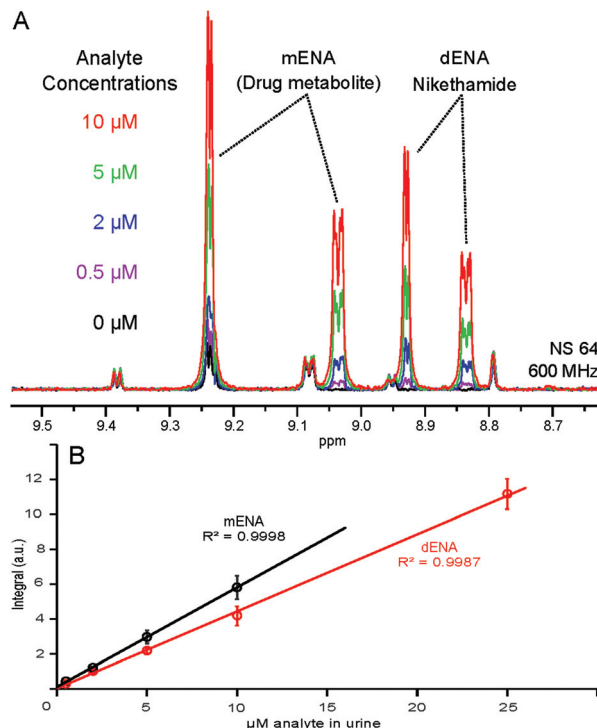 A
Analyte
Concentrations
10 µM
5 µM
2 µM
0.5 µM
0 µM
mENA
(Drug metabolite)
dENA
Nikethamide
NS 64
600 MHz
9.5 9.4 9.3 9.2 9.1 9.0 8.9 8.8 8.7
ppm
B
12
10
8
6
4
2
Integral (a.u.)
mENA
R² = 0.9998
dENA
R² = 0.9987
0 5 10 15 20 25
µM analyte in urine